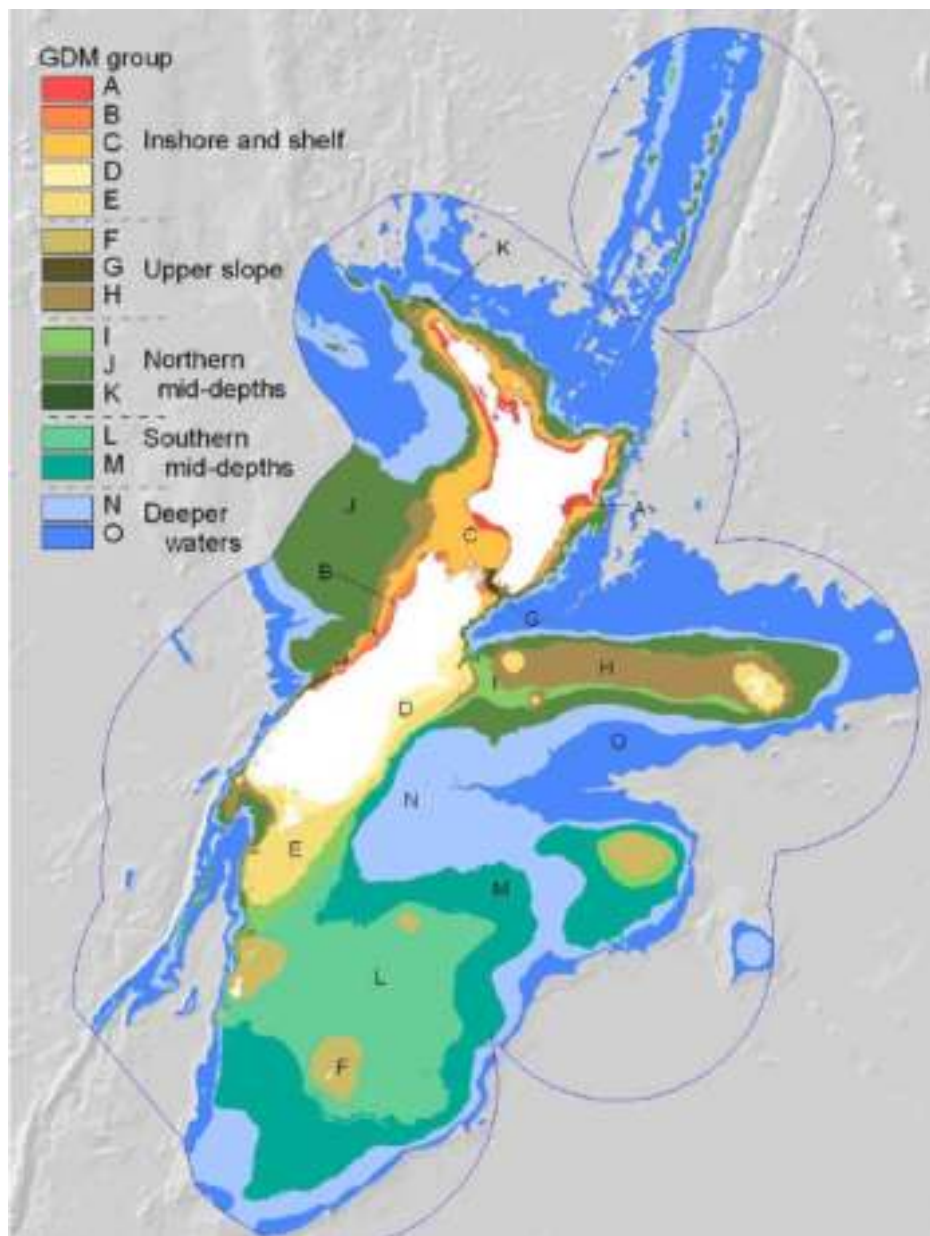 GDM group
A
B
C Inshore and shelf
D
E
F
G Upper slope
H
I
J Northern
mid-depths
K
L Southern
M mid-depths
N Deeper
O waters
K
J
A
C
B
G
H
I
D
O
N
E
M
L
F